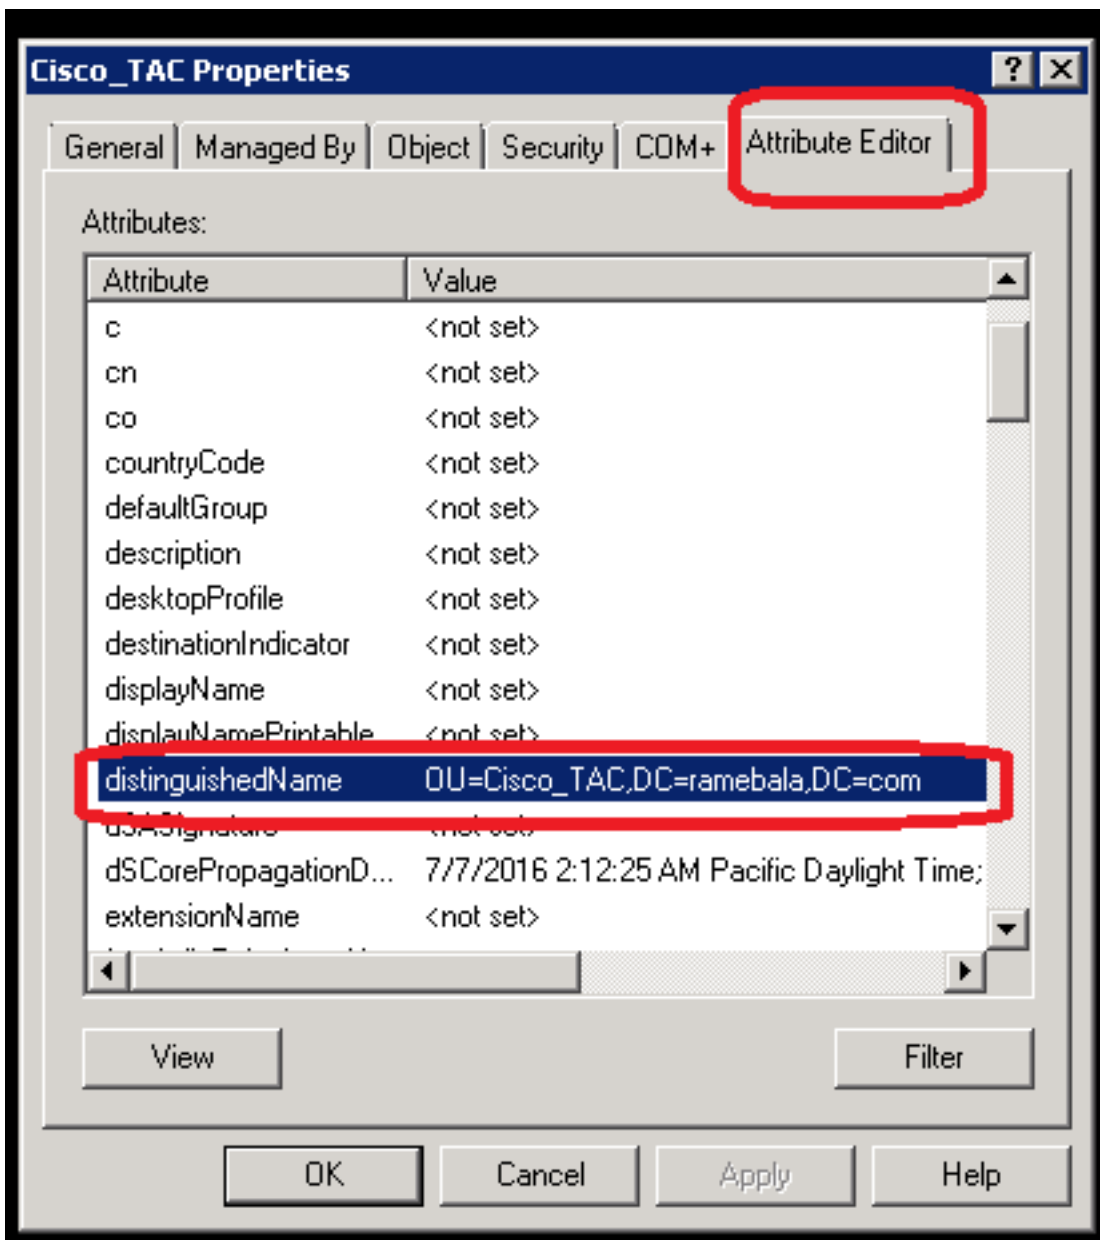 Cisco_TAC Properties
General Managed By Object Security COM+ Attribute Editor
Attributes:
Attribute Value
c <not set>
cn <not set>
co <not set>
countryCode <not set>
defaultGroup <not set>
description <not set>
desktopProfile <not set>
destinationIndicator <not set>
displayName <not set>
displayNamePrintable <not set>
distinguishedName OU=Cisco_TAC,DC=ramebala,DC=com
dSASignature <not set>
dSCorePropagationD... 7/7/2016 2:12:25 AM Pacific Daylight Time;
extensionName <not set>
View Filter
OK Cancel Apply Help